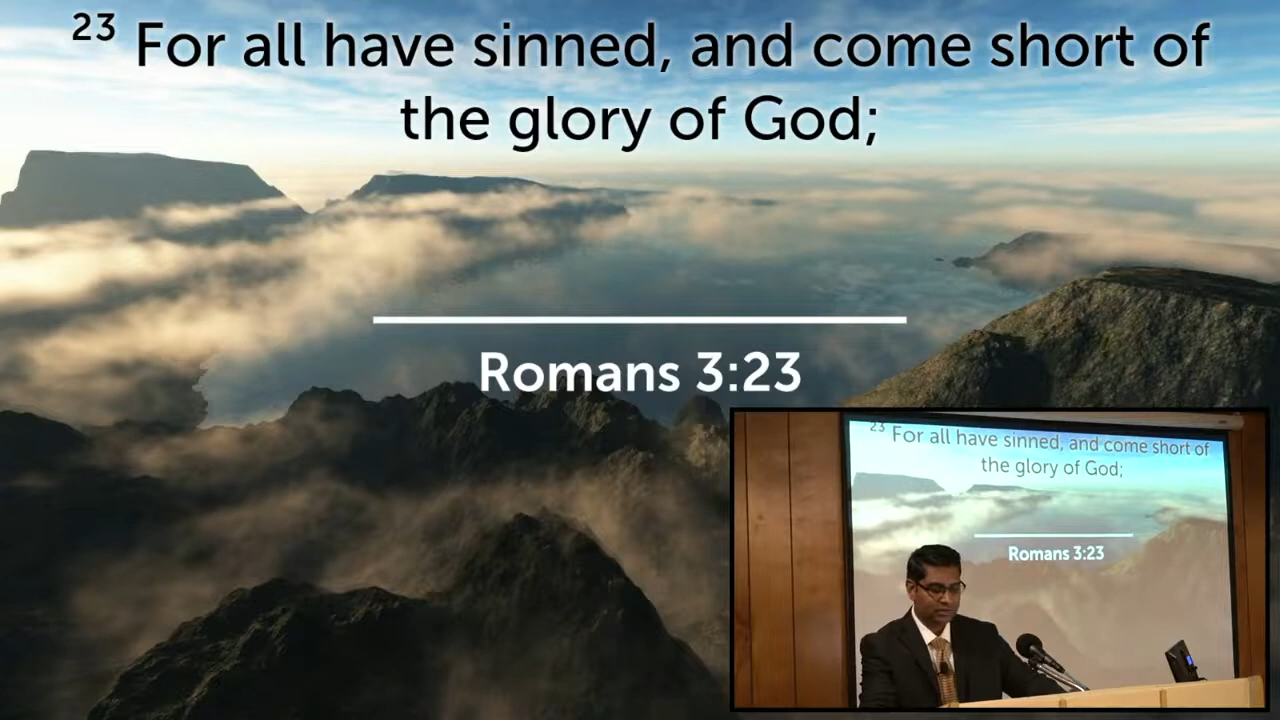 23 For all have sinned, and come short of
the glory of God;
Romans 3:23
23 For all have sinned, and come short of
the glory of God;
Romans 3:23